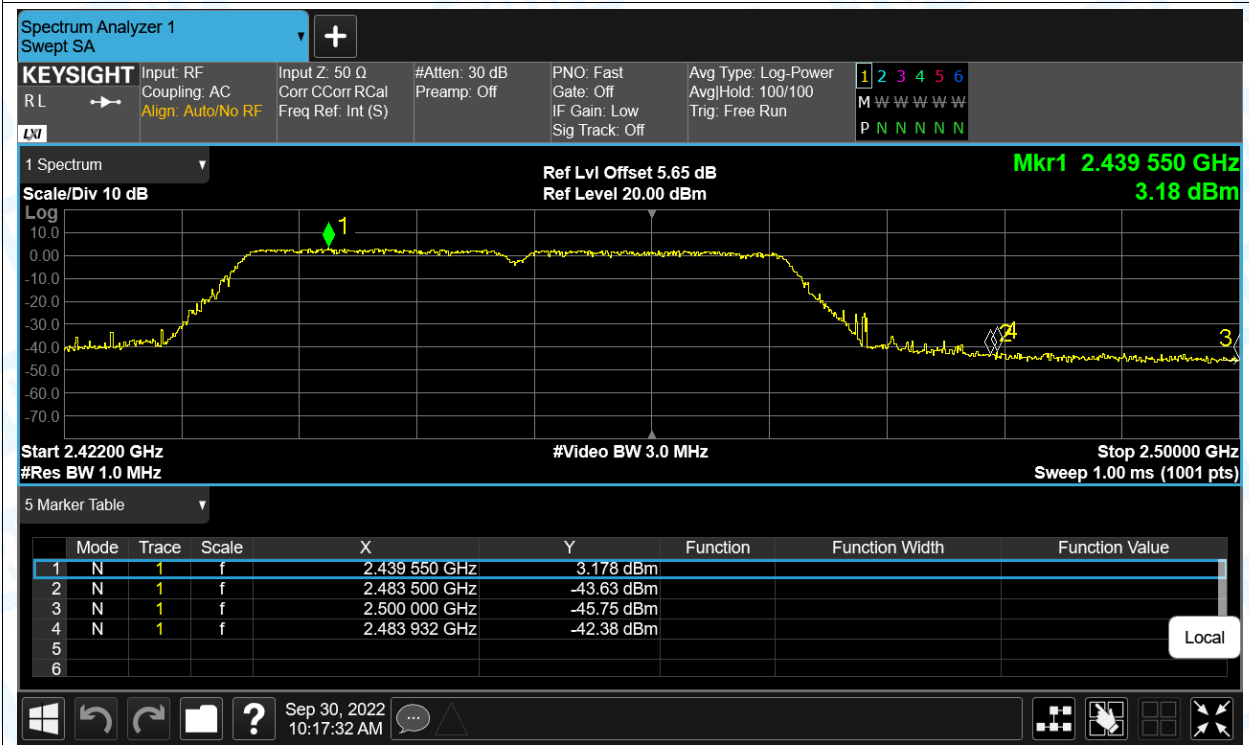 Spectrum Analyzer 1
Swept SA
KEYSIGHT
R L
LXI
Input: RF
Coupling: AC
Align: Auto/No RF
Input Z: 50 Ω
Corr CCorr RCal
Freq Ref: Int (S)
#Atten: 30 dB
Preamp: Off
PNO: Fast
Gate: Off
IF Gain: Low
Sig Track: Off
Avg Type: Log-Power
Avg|Hold: 100/100
Trig: Free Run
1 2 3 4 5 6
M W W W W W
P N N N N N
1 Spectrum
Scale/Div 10 dB
Ref Lvl Offset 5.65 dB
Ref Level 20.00 dBm
Mkr1 2.439 550 GHz
3.18 dBm
Log
10.0
0.00
-10.0
-20.0
-30.0
-40.0
-50.0
-60.0
-70.0
1
2
4
3
Start 2.42200 GHz
#Video BW 3.0 MHz
Stop 2.50000 GHz
#Res BW 1.0 MHz
Sweep 1.00 ms (1001 pts)
5 Marker Table
Mode Trace Scale X Y Function Function Width Function Value
1 N 1 f 2.439 550 GHz 3.178 dBm
2 N 1 f 2.483 500 GHz -43.63 dBm
3 N 1 f 2.500 000 GHz -45.75 dBm
4 N 1 f 2.483 932 GHz -42.38 dBm
5
6
Local
?
Sep 30, 2022
10:17:32 AM